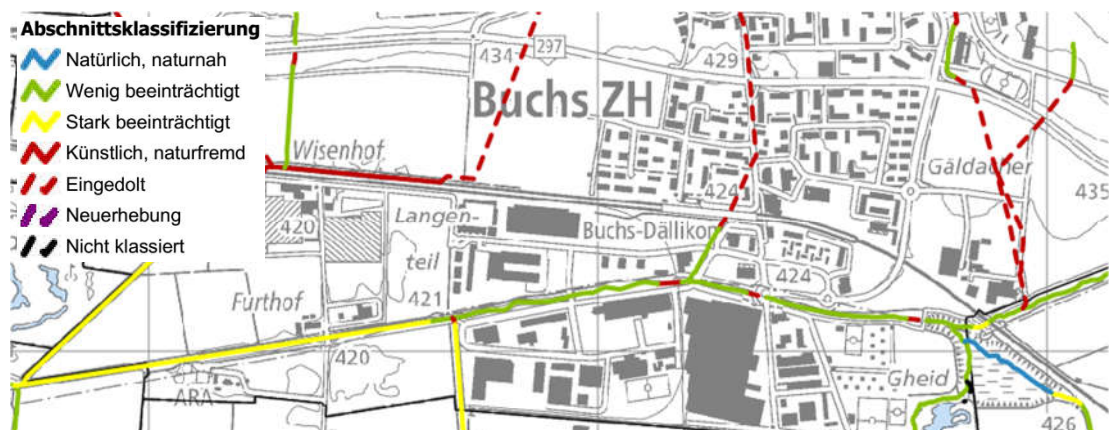 Abschnittsklassifizierung
Natürlich, naturnah
Wenig beeinträchtigt
Stark beeinträchtigt
Künstlich, naturfremd
Eingedolt
Neuerhebung
Nicht klassiert
434
297
429
Buchs ZH
Wisenhof
Gäldacher
435
424
420
Langen-
teil
Buchs-Dällikon
424
421
Furthof
420
ARA
Gheid
426